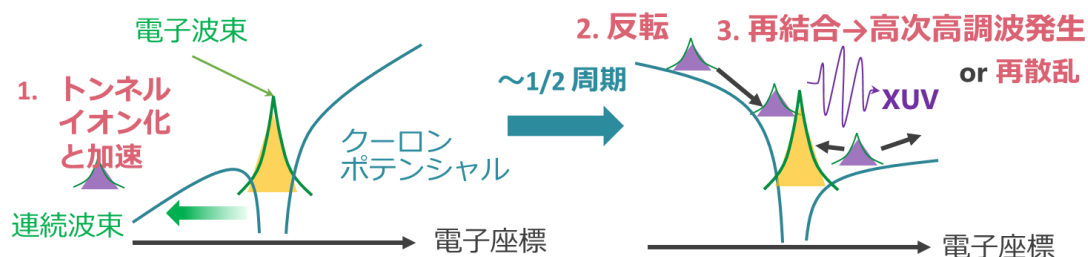 電子波束
1. トンネル
イオン化
と加速
連続波束
クーロン
ポテンシャル
電子座標
～1/2 周期
2. 反転
3. 再結合→高次高調波発生
or 再散乱
XUV
電子座標